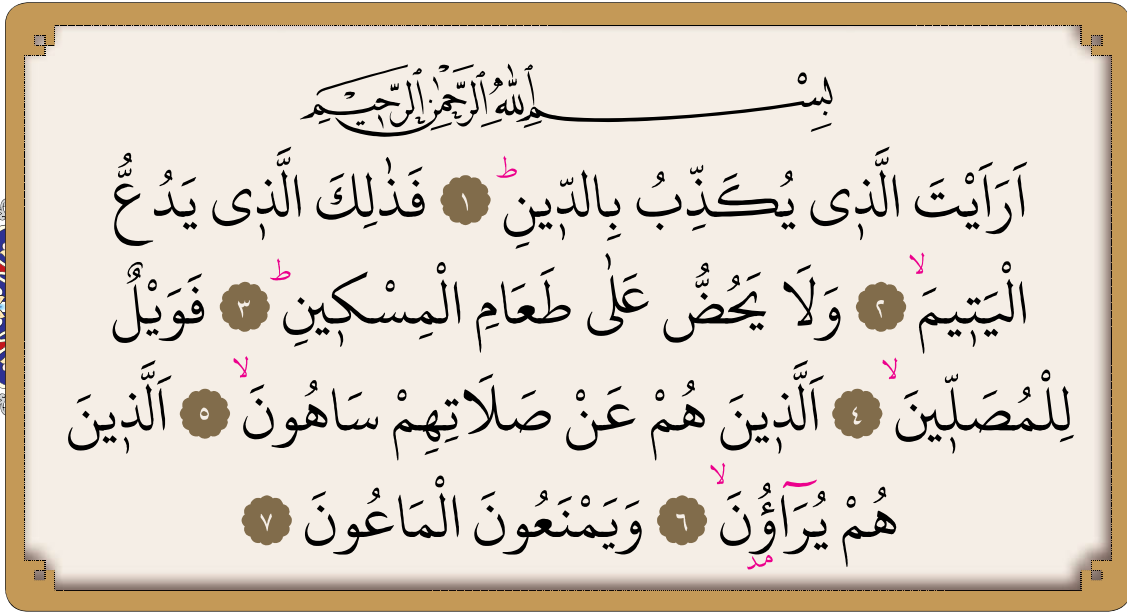 بِسْمِ اللّٰهِ الرَّحْمٰنِ الرَّحِيمِ
اَرَاَيْتَ الَّذ۪ى يُكَذِّبُ بِالدّ۪ينِۜ ﴿١﴾ فَذٰلِكَ الَّذ۪ى يَدُعُّ
الْيَت۪يمَۙ ﴿٢﴾ وَلَا يَحُضُّ عَلٰى طَعَامِ الْمِسْك۪ينِۜ ﴿٣﴾ فَوَيْلٌ
لِلْمُصَلّ۪ينَۙ ﴿٤﴾ اَلَّذ۪ينَ هُمْ عَنْ صَلَاتِهِمْ سَاهُونَۙ ﴿٥﴾ اَلَّذ۪ينَ
هُمْ يُرَٓاؤُ۫نَۙ ﴿٦﴾ وَيَمْنَعُونَ الْمَاعُونَ ﴿٧﴾
مد